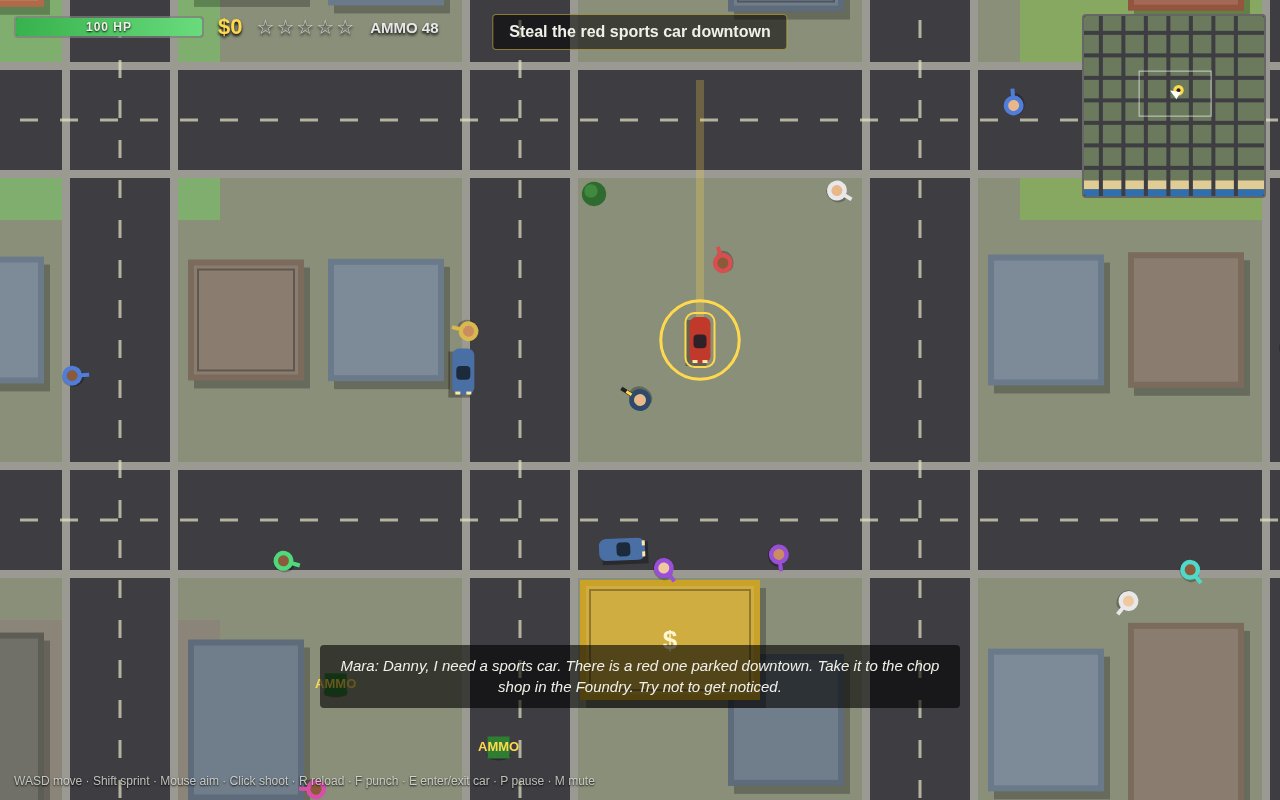 100 HP
$0
AMMO 48
Steal the red sports car downtown
$
Mara: Danny, I need a sports car. There is a red one parked downtown. Take it to the chop
shop in the Foundry. Try not to get noticed.
AMMO
AMMO
WASD move · Shift sprint · Mouse aim · Click shoot · R reload · F punch · E enter/exit car · P pause · M mute